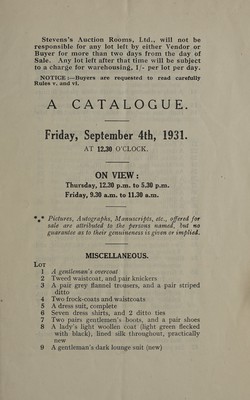 Stevens's Auction Rooms, Ltd., will not be
responsible for any lot left by either Vendor or
Buyer for more than two days from the day of
Sale. Any lot left after that time will be subject
to a charge for warehousing, 1/- per lot per day.
NOTICE :—Buyers are requested to read carefully
Rules v. and vi.
A CATALOGUE.
Friday, September 4th, 1931.
AT 12.30 O'CLOCK.
ON VIEW :
Thursday, 12.30 p.m. to 5.30 p.m.
Friday, 9.30 a.m. to 11.30 a.m.
*** Pictures, Autographs, Manuscripts, etc., offered for
sale are attributed to the persons named, but no
guarantee as to their genuineness is given or implied.
MISCELLANEOUS.
LOT
1 A gentleman's overcoat
2 Tweed waistcoat, and pair knickers
3 A pair grey flannel trousers, and a pair striped
ditto
4 Two frock-coats and waistcoats
5 A dress suit, complete
6 Seven dress shirts, and 2 ditto ties
7 Two pairs gentlemen's boots, and a pair shoes
8 A lady's light woollen coat (light green flecked
with black), lined silk throughout, practically
new
9 A gentleman's dark lounge suit (new)